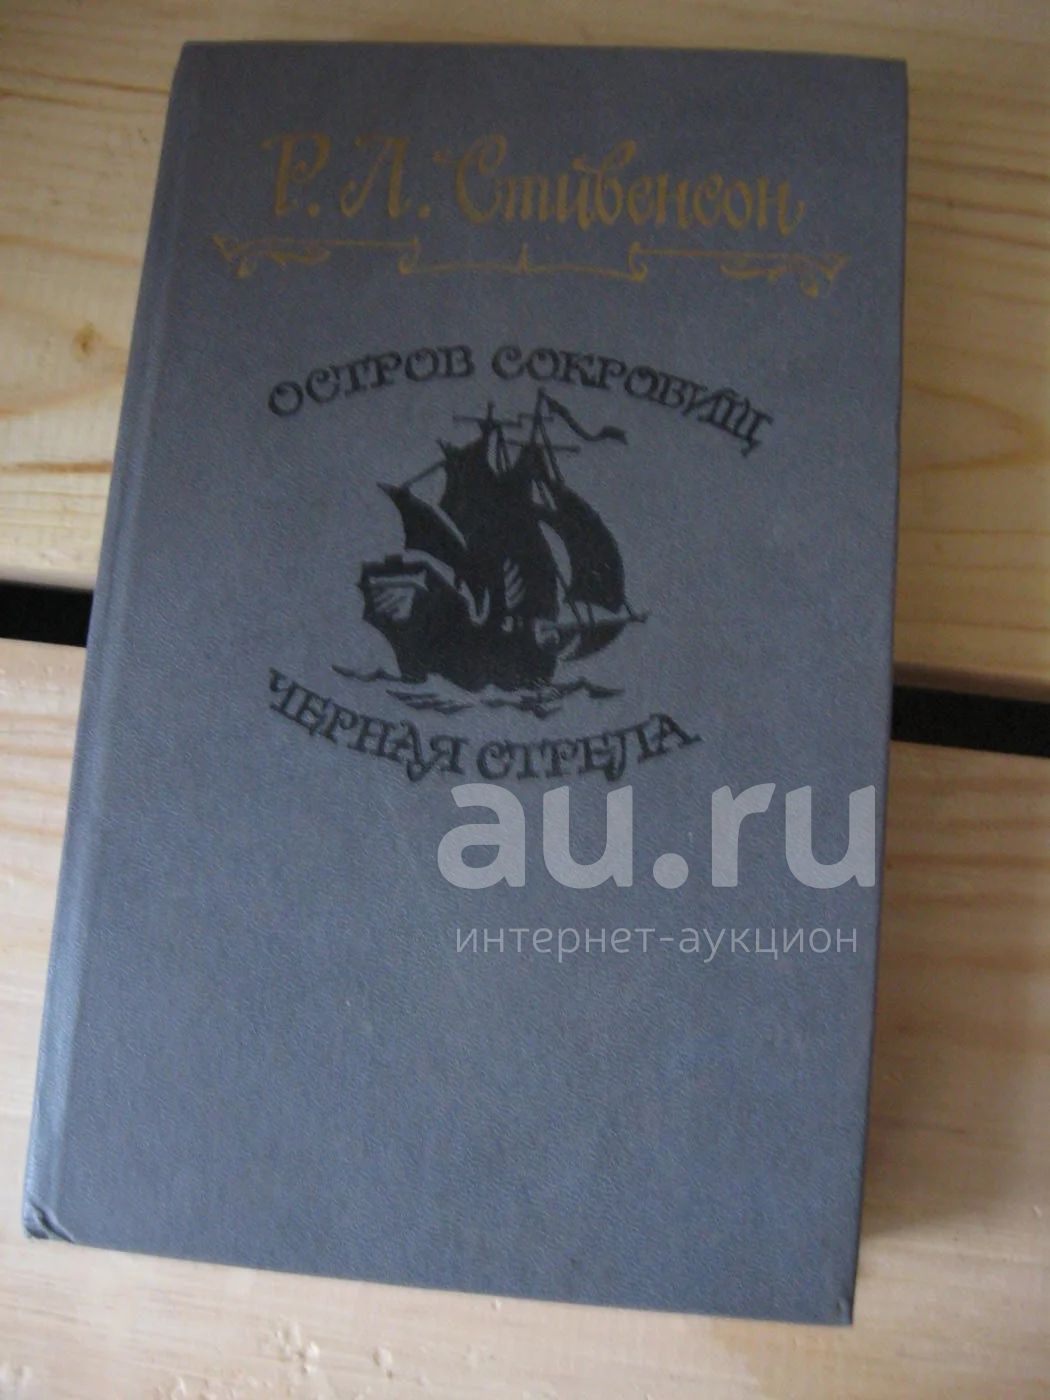 Р. Л. Стивенсон
ОСТРОВ СОКРОВИЩ
ЧЕРНАЯ СТРЕЛА
au.ru
интернет-аукцион